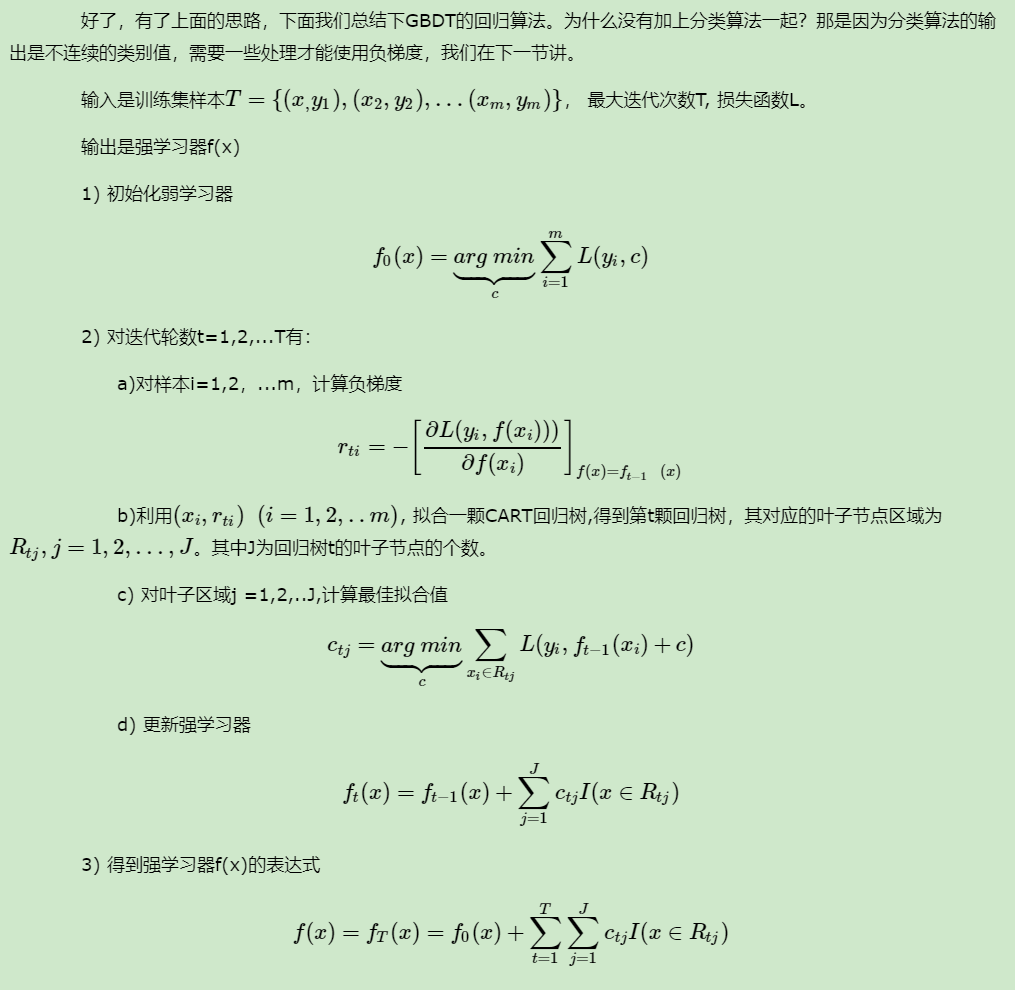 好了，有了上面的思路，下面我们总结下GBDT的回归算法。为什么没有加上分类算法一起？那是因为分类算法的输
出是不连续的类别值，需要一些处理才能使用负梯度，我们在下一节讲。
输入是训练集样本$T=\{(x_,y_1),(x_2,y_2),...(x_m,y_m)\}$， 最大迭代次数T, 损失函数L。
输出是强学习器f(x)
1) 初始化弱学习器
$f_0(x) = \underbrace{arg\; min}_{c}\sum\limits_{i=1}^{m}L(y_i, c)$
2) 对迭代轮数t=1,2,...T有：
a)对样本i=1,2，...m，计算负梯度
$r_{ti} = -\bigg[\frac{\partial L(y_i, f(x_i)))}{\partial f(x_i)}\bigg]_{f(x) = f_{t-1}\;\; (x)}$
b)利用$(x_i,r_{ti})\;\; (i=1,2,..m)$, 拟合一颗CART回归树,得到第t颗回归树，其对应的叶子节点区域为
$R_{tj}, j =1,2,..., J$。其中J为回归树t的叶子节点的个数。
c) 对叶子区域j =1,2,..J,计算最佳拟合值
$c_{tj} = \underbrace{arg\; min}_{c}\sum\limits_{x_i \in R_{tj}} L(y_i,f_{t-1}(x_i) +c)$
d) 更新强学习器
$f_{t}(x) = f_{t-1}(x) + \sum\limits_{j=1}^{J}c_{tj}I(x \in R_{tj})$
3) 得到强学习器f(x)的表达式
$f(x) = f_T(x) =f_0(x) + \sum\limits_{t=1}^{T}\sum\limits_{j=1}^{J}c_{tj}I(x \in R_{tj})$